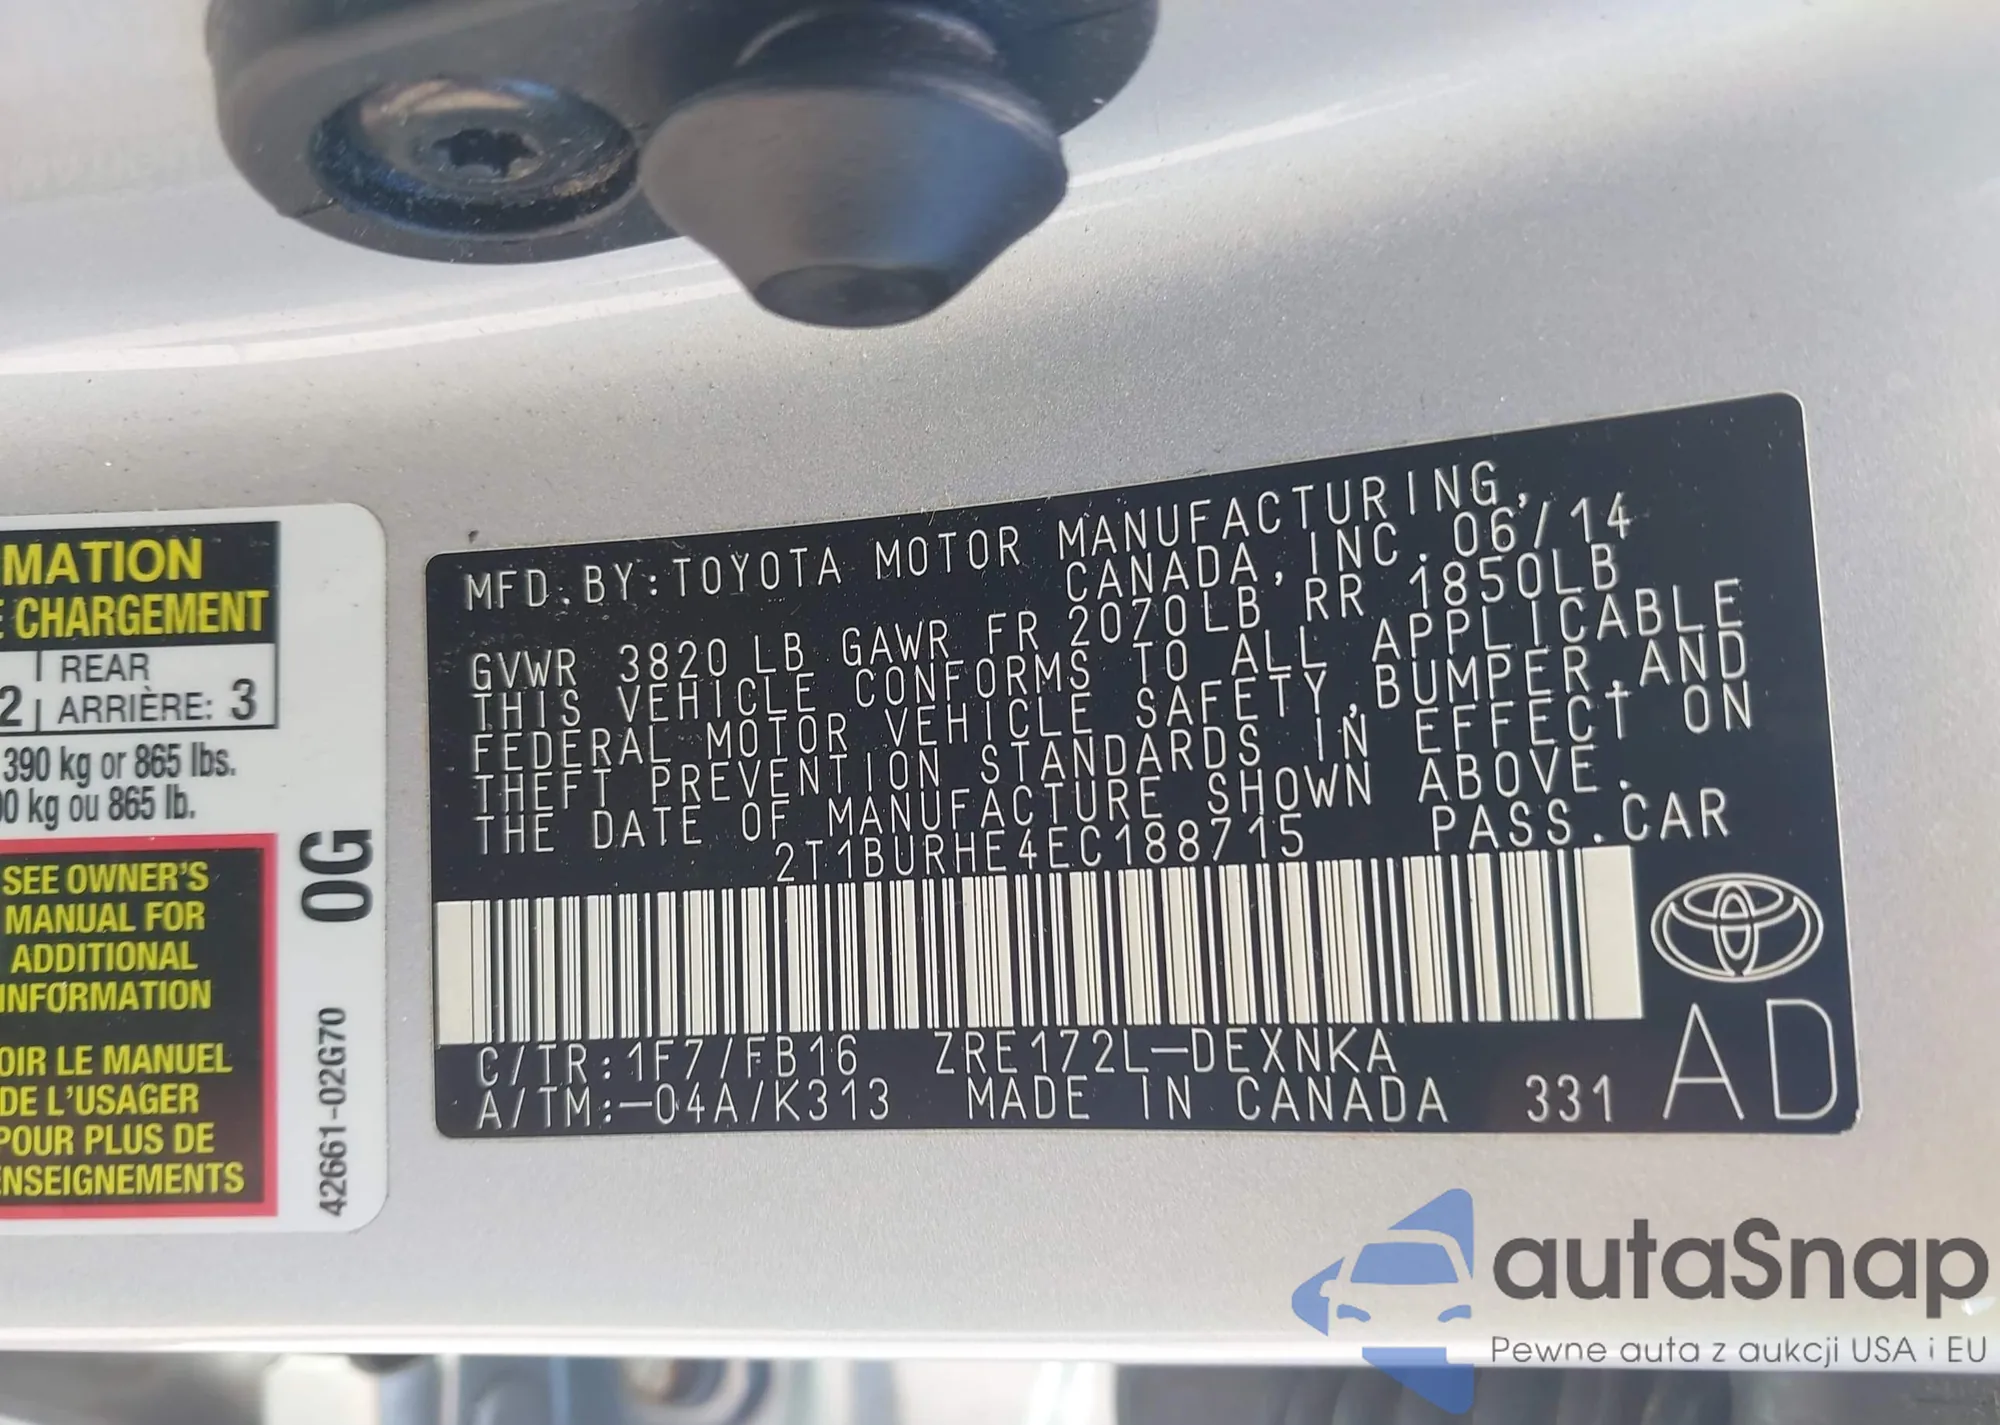 MATION
E CHARGEMENT
2 | REAR
ARRIÈRE: 3
390 kg or 865 lbs.
00 kg ou 865 lb.
SEE OWNER'S
MANUAL FOR
ADDITIONAL
INFORMATION
OIR LE MANUEL
DE L'USAGER
POUR PLUS DE
ENSEIGNEMENTS
0G
42661-02G70
MFD. BY: TOYOTA MOTOR MANUFACTURING,
CANADA, INC. 06/14
GVWR 3820 LB GAWR FR 2070LB RR 1850LB
THIS VEHICLE CONFORMS TO ALL APPLICABLE
FEDERAL MOTOR VEHICLE SAFETY, BUMPER, AND
THEFT PREVENTION STANDARDS IN EFFECT ON
THE DATE OF MANUFACTURE SHOWN ABOVE.
2T1BURHE4EC188715 PASS. CAR
C/TR: 1F7/FB16 ZRE172L-DEXNKA
A/TM:-04A/K313 MADE IN CANADA 331
AD
autaSnap
Pewne auta z aukcji USA i EU